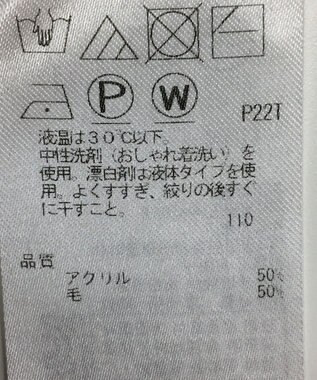 P W P22T
液温は30℃以下
中性洗剤（おしゃれ着洗い）を
使用。漂白剤は液体タイプを使
用。よくすすぎ、絞りの後すぐ
に干すこと。
110
品質
アクリル 50%
毛 50%